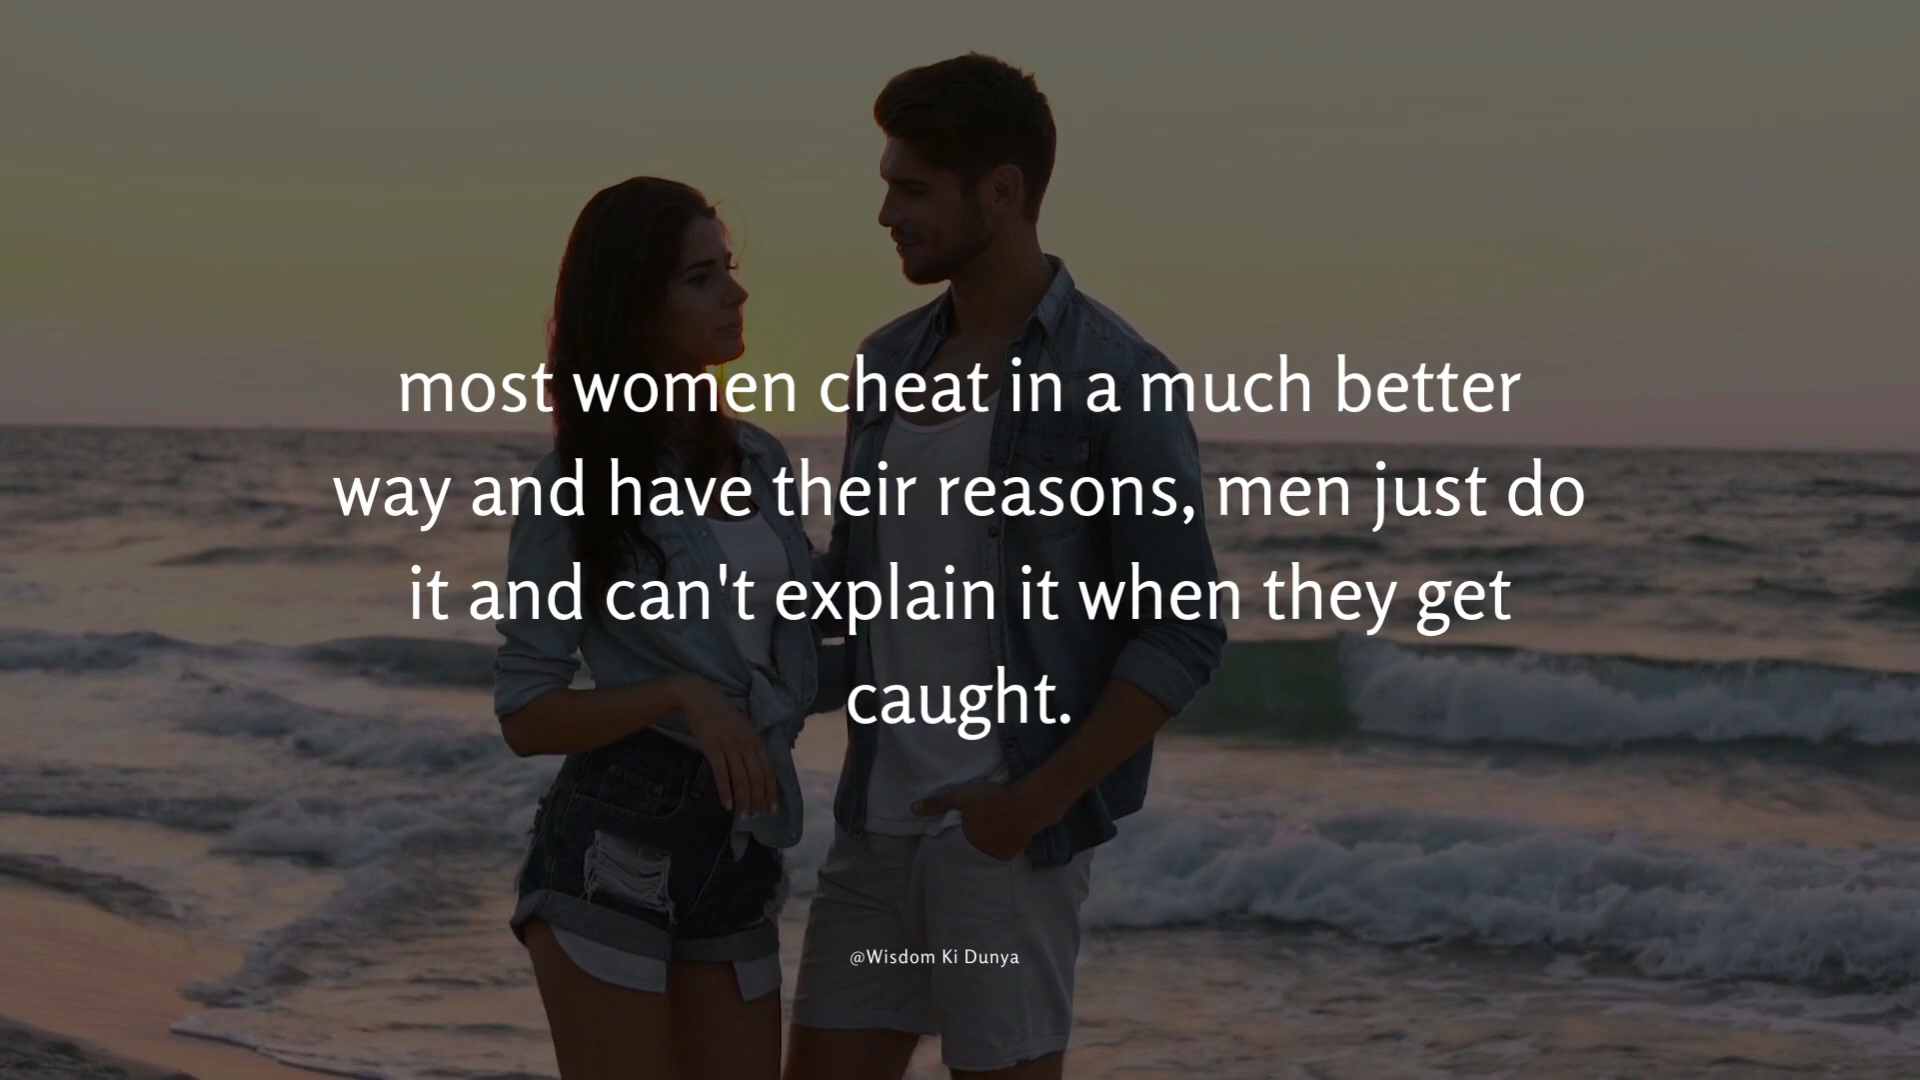 most women cheat in a much better
way and have their reasons, men just do
it and can't explain it when they get
caught.
@Wisdom Ki Dunya